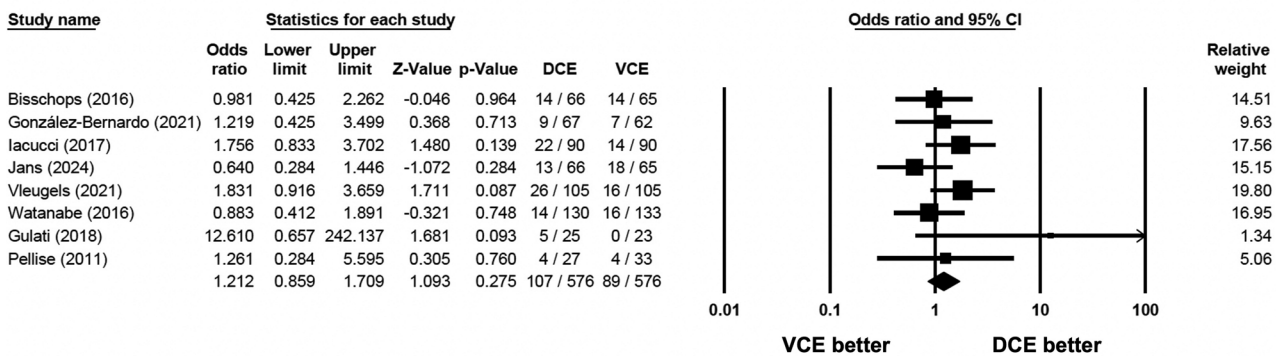 Study name Statistics for each study Odds ratio and 95% CI
Odds ratio Lower limit Upper limit Z-Value p-Value DCE VCE Relative weight
Bisschops (2016) 0.981 0.425 2.262 -0.046 0.964 14 / 66 14 / 65 14.51
González-Bernardo (2021) 1.219 0.425 3.499 0.368 0.713 9 / 67 7 / 62 9.63
Iacucci (2017) 1.756 0.833 3.702 1.480 0.139 22 / 90 14 / 90 17.56
Jans (2024) 0.640 0.284 1.446 -1.072 0.284 13 / 66 18 / 65 15.15
Vleugels (2021) 1.831 0.916 3.659 1.711 0.087 26 / 105 16 / 105 19.80
Watanabe (2016) 0.883 0.412 1.891 -0.321 0.748 14 / 130 16 / 133 16.95
Gulati (2018) 12.610 0.657 242.137 1.681 0.093 5 / 25 0 / 23 1.34
Pellise (2011) 1.261 0.284 5.595 0.305 0.760 4 / 27 4 / 33 5.06
1.212 0.859 1.709 1.093 0.275 107 / 576 89 / 576
0.01 0.1 1 10 100
VCE better DCE better